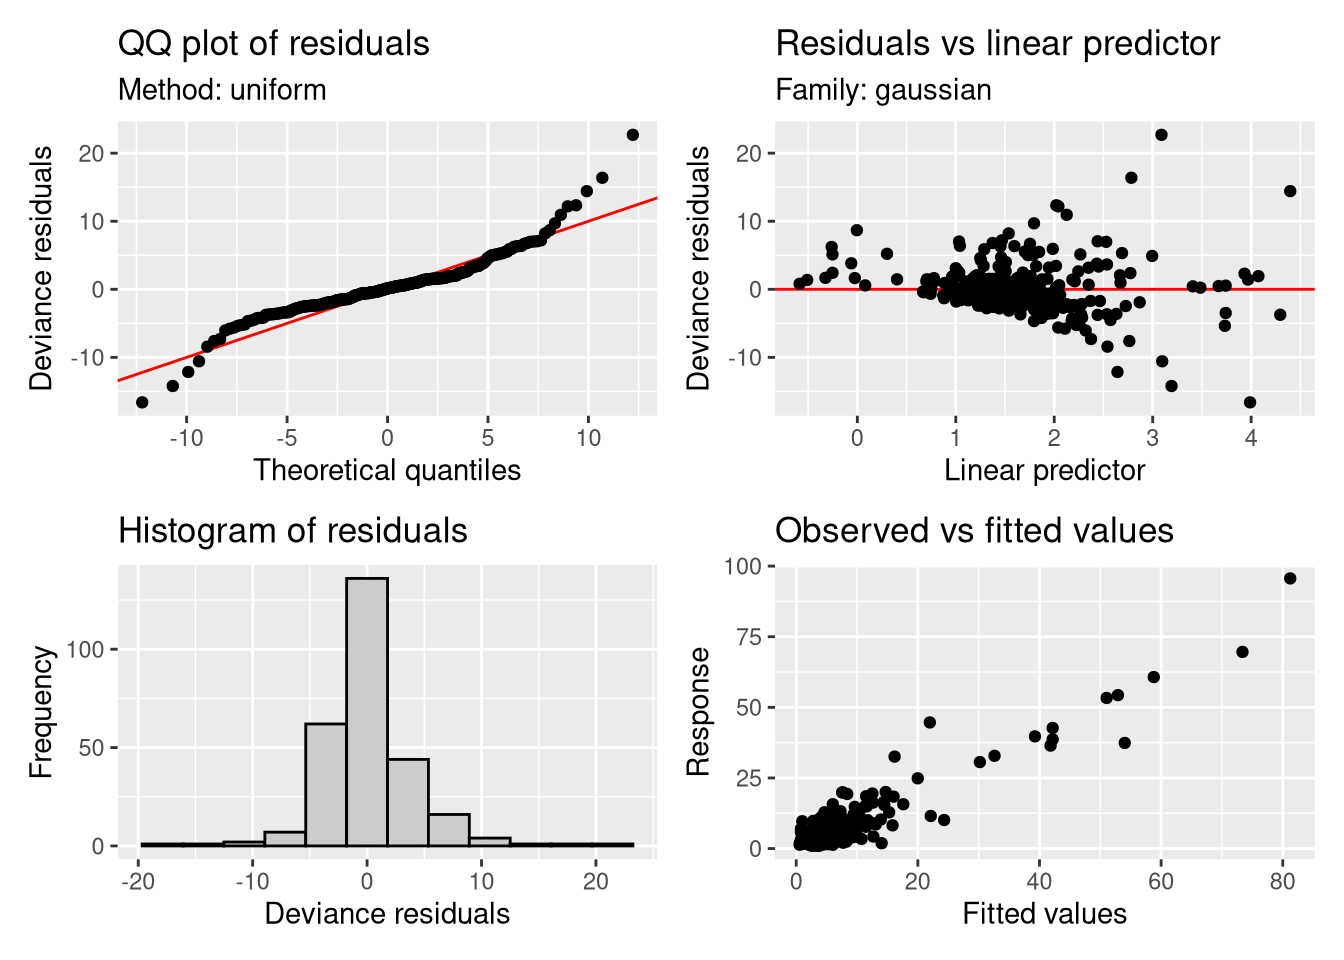 QQ plot of residuals
Method: uniform
Deviance residuals
20
10
0
-10
-10
-5
0
5
10
Theoretical quantiles
Residuals vs linear predictor
Family: gaussian
Deviance residuals
20
10
0
-10
0
1
2
3
4
Linear predictor
Histogram of residuals
Frequency
100
50
0
-20
-10
0
10
20
Deviance residuals
Observed vs fitted values
Response
100
75
50
25
0
0
20
40
60
80
Fitted values